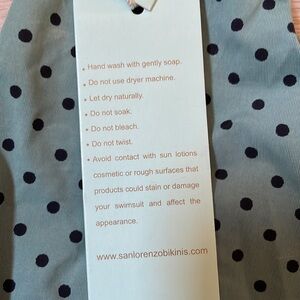 • Hand wash with gently soap.
• Do not use dryer machine.
• Let dry naturally.
• Do not soak.
• Do not bleach.
• Do not twist.
• Avoid contact with sun lotions
cosmetic or rough surfaces that
products could stain or damage
your swimsuit and affect the
appearance.
www.sanlorenzobikinis.com